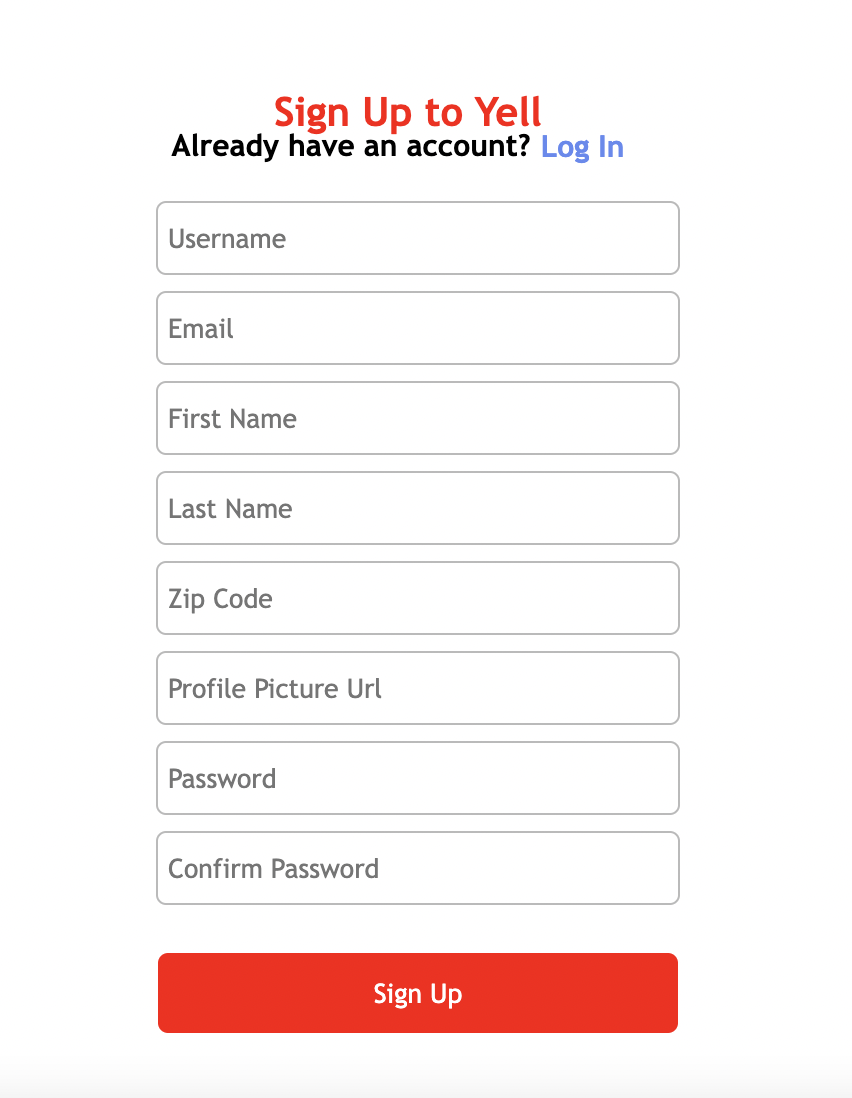 Sign Up to Yell
Already have an account? Log In
Username
Email
First Name
Last Name
Zip Code
Profile Picture Url
Password
Confirm Password
Sign Up